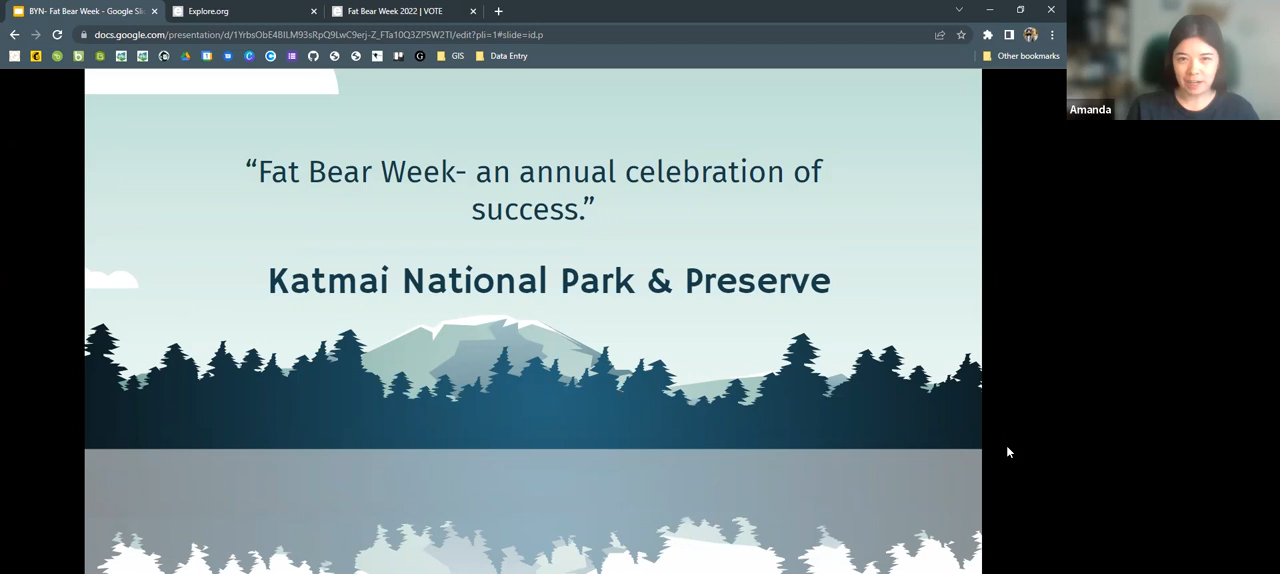 BYN- Fat Bear Week - Google Sli
Explore.org
Fat Bear Week 2022 | VOTE
docs.google.com/presentation/d/1YrbsObE4BILM93sRpQ9LwC9erj-Z_FTa10Q3ZP5W2TI/edit?pli=1#slide=id.p
GIS
Data Entry
Other bookmarks
Amanda
“Fat Bear Week- an annual celebration of
success.”
Katmai National Park & Preserve